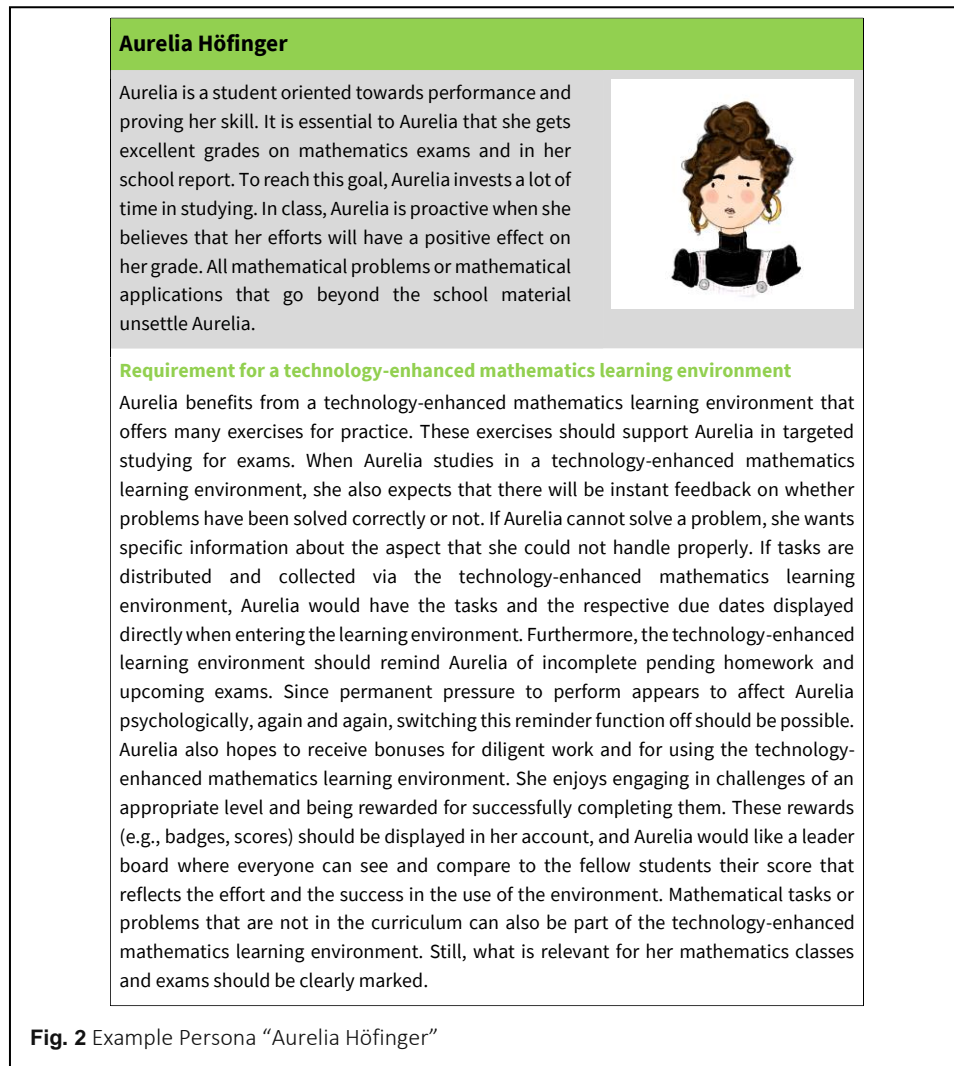 Aurelia Höfinger
Aurelia is a student oriented towards performance and
proving her skill. It is essential to Aurelia that she gets
excellent grades on mathematics exams and in her
school report. To reach this goal, Aurelia invests a lot of
time in studying. In class, Aurelia is proactive when she
believes that her efforts will have a positive effect on
her grade. All mathematical problems or mathematical
applications that go beyond the school material
unsettle Aurelia.
Requirement for a technology-enhanced mathematics learning environment
Aurelia benefits from a technology-enhanced mathematics learning environment that
offers many exercises for practice. These exercises should support Aurelia in targeted
studying for exams. When Aurelia studies in a technology-enhanced mathematics
learning environment, she also expects that there will be instant feedback on whether
problems have been solved correctly or not. If Aurelia cannot solve a problem, she wants
specific information about the aspect that she could not handle properly. If tasks are
distributed and collected via the technology-enhanced mathematics learning
environment, Aurelia would have the tasks and the respective due dates displayed
directly when entering the learning environment. Furthermore, the technology-enhanced
learning environment should remind Aurelia of incomplete pending homework and
upcoming exams. Since permanent pressure to perform appears to affect Aurelia
psychologically, again and again, switching this reminder function off should be possible.
Aurelia also hopes to receive bonuses for diligent work and for using the technology-
enhanced mathematics learning environment. She enjoys engaging in challenges of an
appropriate level and being rewarded for successfully completing them. These rewards
(e.g., badges, scores) should be displayed in her account, and Aurelia would like a leader
board where everyone can see and compare to the fellow students their score that
reflects the effort and the success in the use of the environment. Mathematical tasks or
problems that are not in the curriculum can also be part of the technology-enhanced
mathematics learning environment. Still, what is relevant for her mathematics classes
and exams should be clearly marked.
Fig. 2 Example Persona “Aurelia Höfinger”